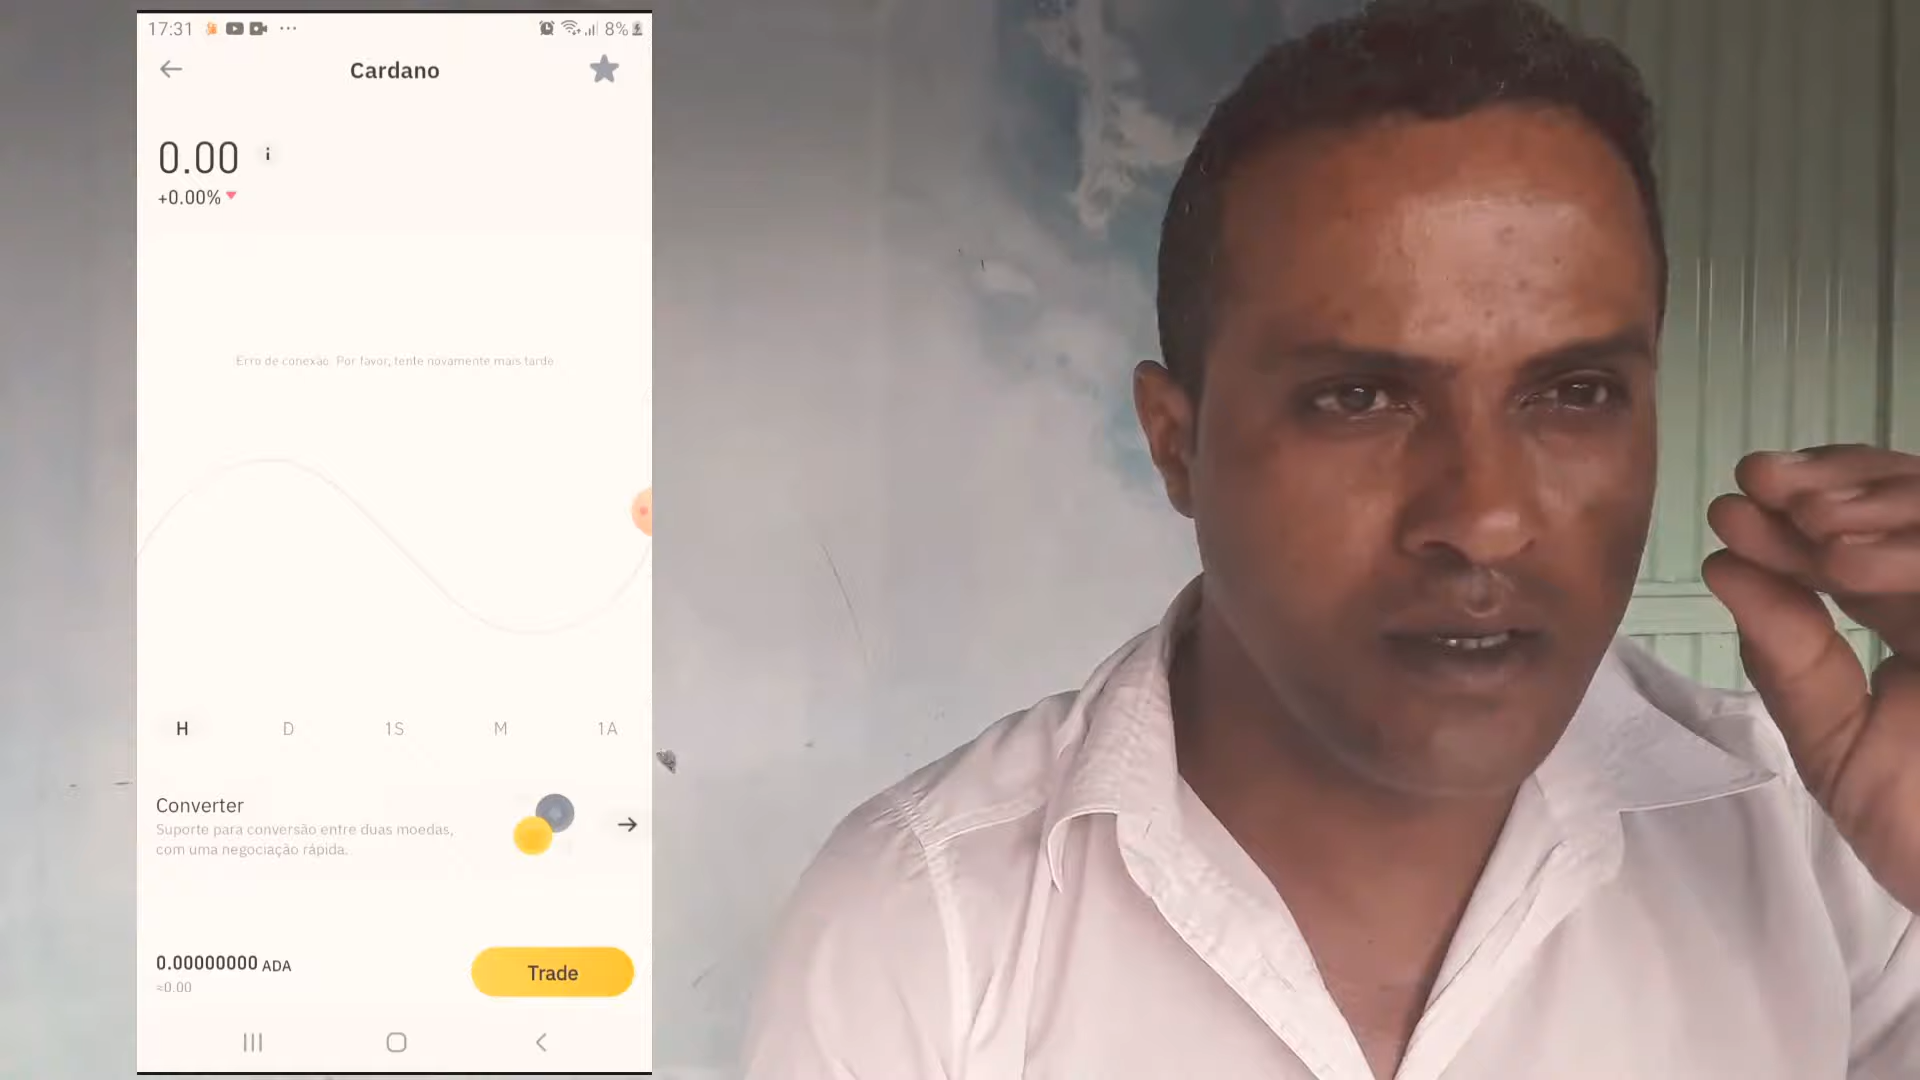 17:31
8%
Cardano
0.00
i
+0.00%
Erro de conexão. Por favor, tente novamente mais tarde
H D 1S M 1A
Converter
Suporte para conversão entre duas moedas,
com uma negociação rápida.
0.00000000 ADA
≈0.00
Trade